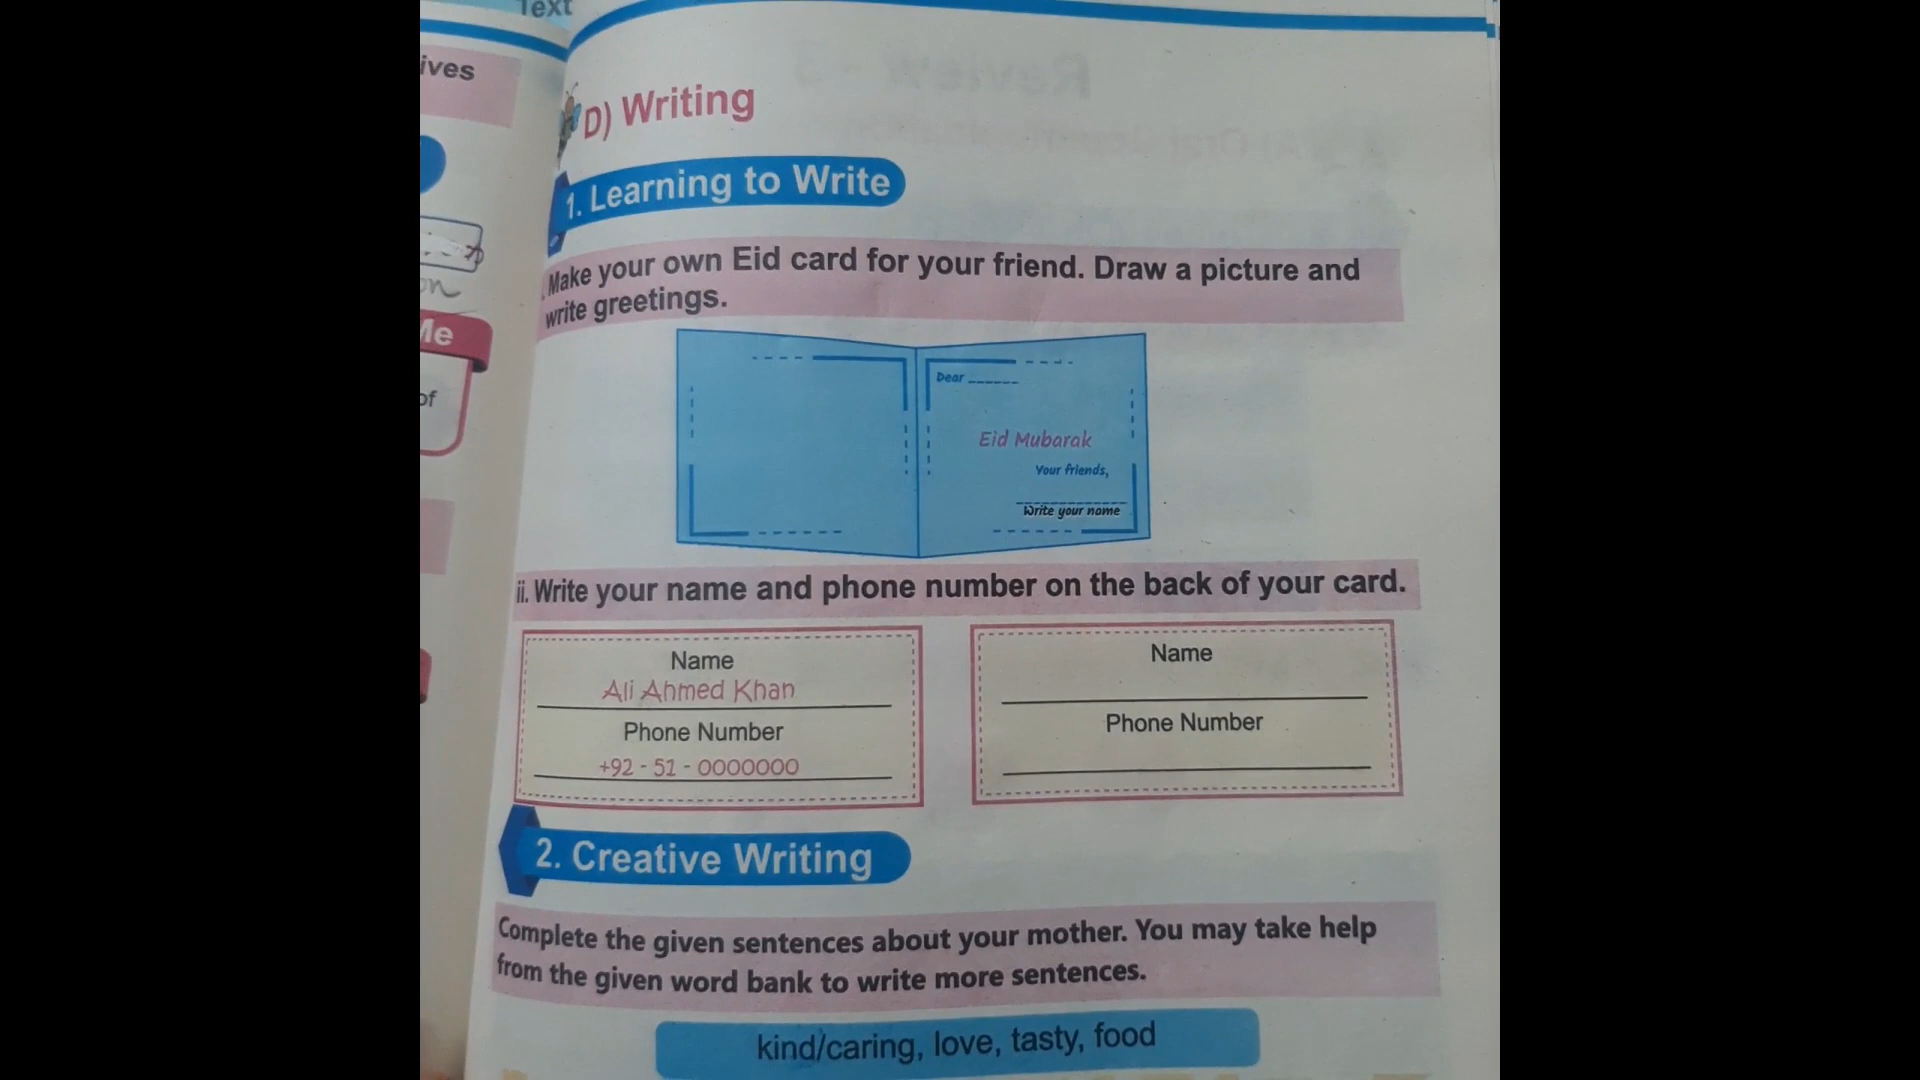 Text
ives
on
Me
of
D) Writing
1. Learning to Write
Make your own Eid card for your friend. Draw a picture and
write greetings.
Dear ______
Eid Mubarak
Your friends,
Write your name
ii. Write your name and phone number on the back of your card.
Name
Ali Ahmed Khan
Phone Number
+92 - 51 - 0000000
Name
Phone Number
2. Creative Writing
Complete the given sentences about your mother. You may take help
from the given word bank to write more sentences.
kind/caring, love, tasty, food